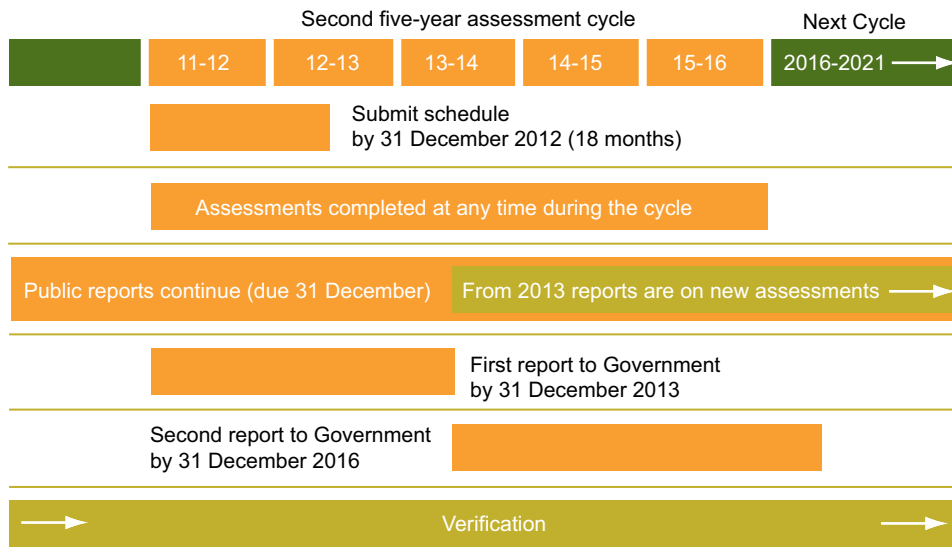 Second five-year assessment cycle
Next Cycle
11-12
12-13
13-14
14-15
15-16
2016-2021
Submit schedule
by 31 December 2012 (18 months)
Assessments completed at any time during the cycle
Public reports continue (due 31 December)
From 2013 reports are on new assessments
First report to Government
by 31 December 2013
Second report to Government
by 31 December 2016
Verification